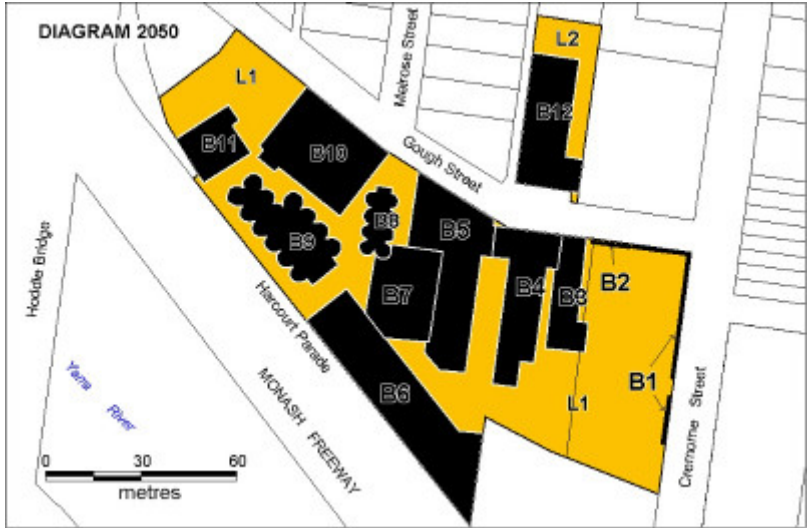 DIAGRAM 2050
Melrose Street
L2
L1
B12
B11
B10
Gough Street
B8
B5
B9
B4
B3
B2
B7
Hoddle Bridge
Harcourt Parade
B6
B1
L1
Yarra River
MONASH FREEWAY
Cremorne Street
0 30 60
metres